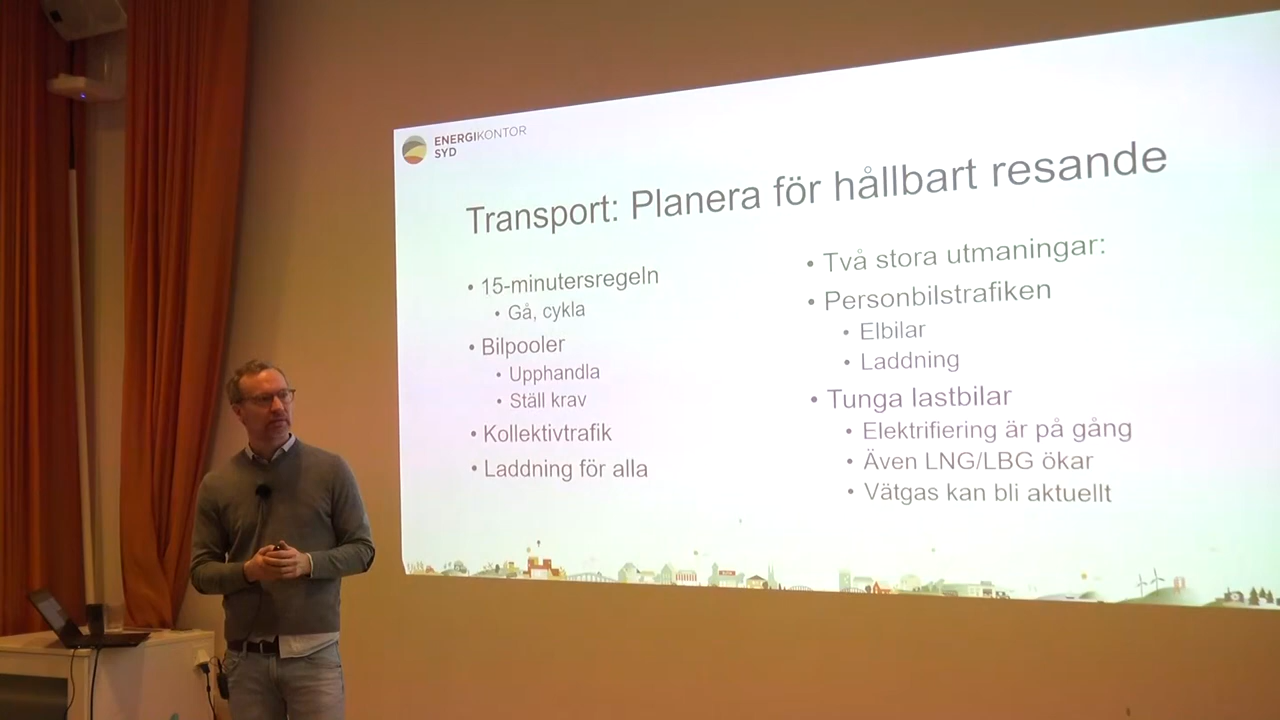 ENERGIKONTOR
SYD
Transport: Planera för hållbart resande
• 15-minutersregeln
• Gå, cykla
• Bilpooler
• Upphandla
• Ställ krav
• Kollektivtrafik
• Laddning för alla
• Två stora utmaningar:
• Personbilstrafiken
• Elbilar
• Laddning
• Tunga lastbilar
• Elektrifiering är på gång
• Även LNG/LBG ökar
• Vätgas kan bli aktuellt